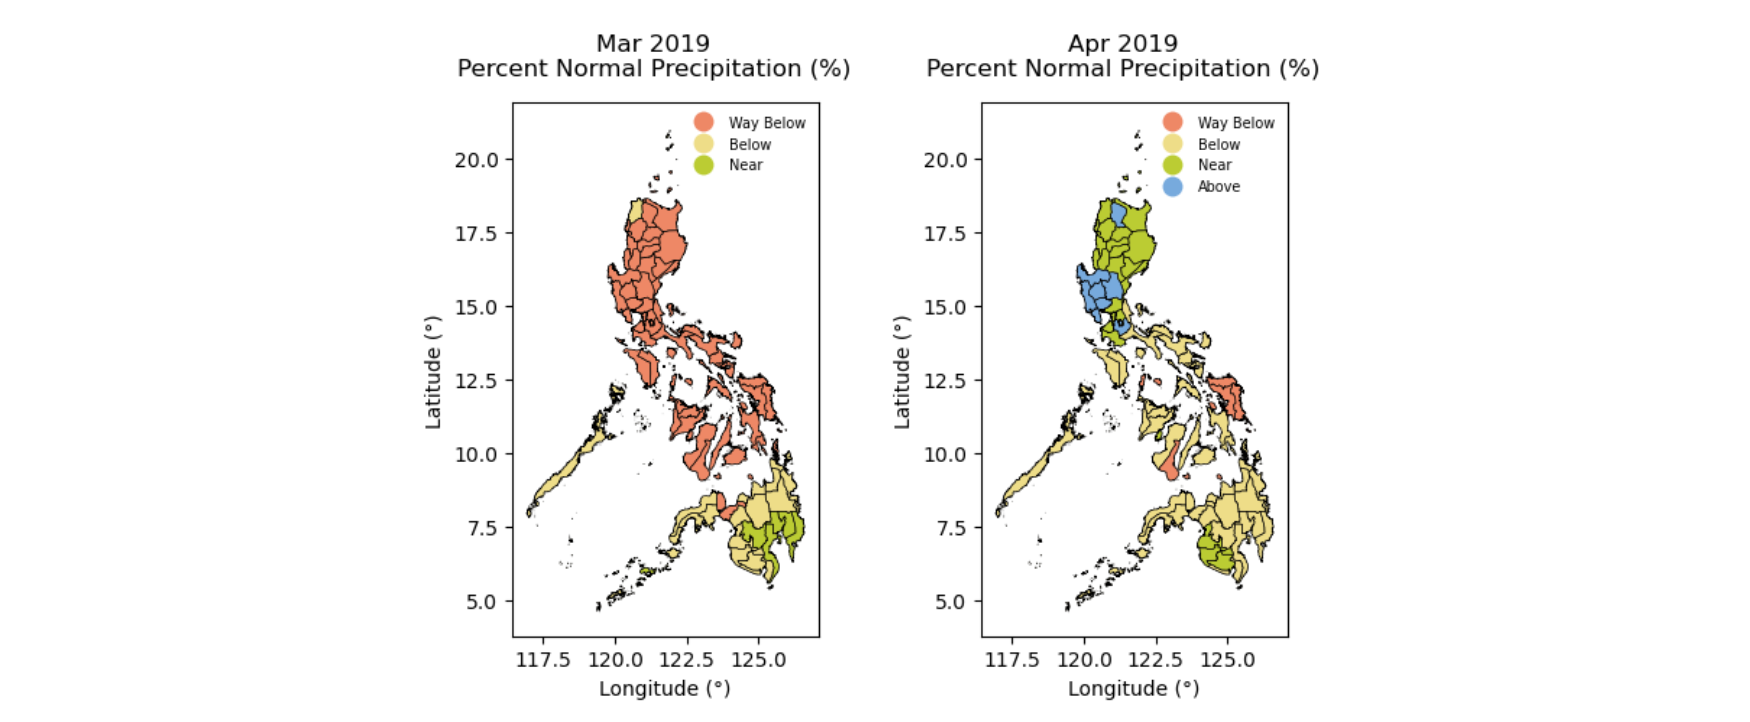 Mar 2019
Percent Normal Precipitation (%)
Way Below
Below
Near
20.0
17.5
15.0
12.5
10.0
7.5
5.0
Latitude (°)
117.5 120.0 122.5 125.0
Longitude (°)
Apr 2019
Percent Normal Precipitation (%)
Way Below
Below
Near
Above
20.0
17.5
15.0
12.5
10.0
7.5
5.0
Latitude (°)
117.5 120.0 122.5 125.0
Longitude (°)